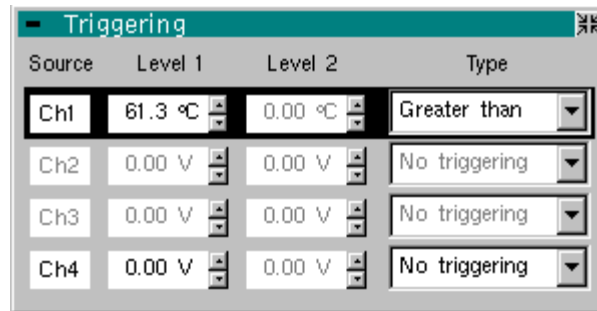 Triggering
Source Level 1 Level 2 Type
Ch1 61.3 °C 0.00 °C Greater than
Ch2 0.00 V 0.00 V No triggering
Ch3 0.00 V 0.00 V No triggering
Ch4 0.00 V 0.00 V No triggering